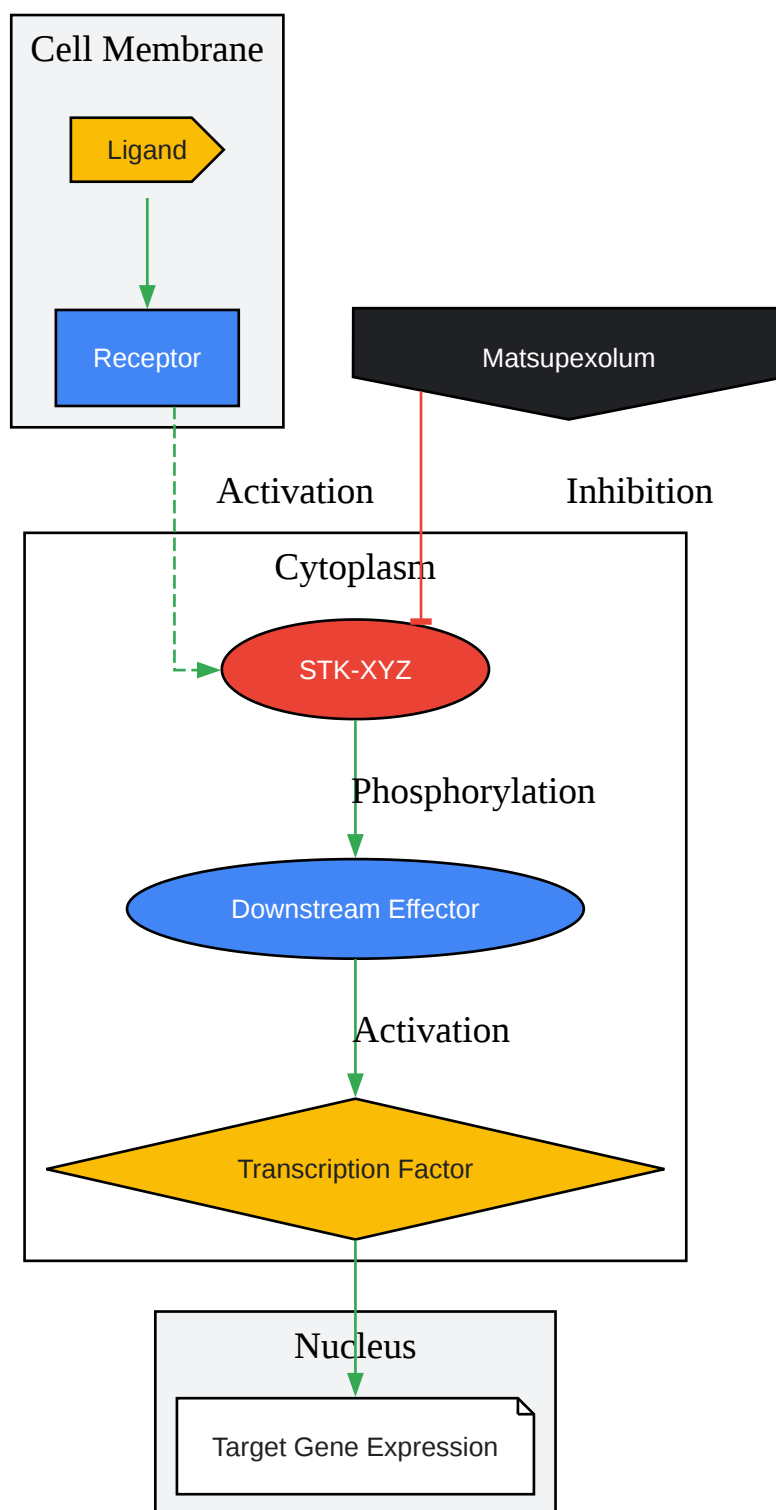 Cell Membrane
Ligand
Receptor
Matsupexolum
Activation
Inhibition
Cytoplasm
STK-XYZ
Phosphorylation
Downstream Effector
Activation
Transcription Factor
Nucleus
Target Gene Expression